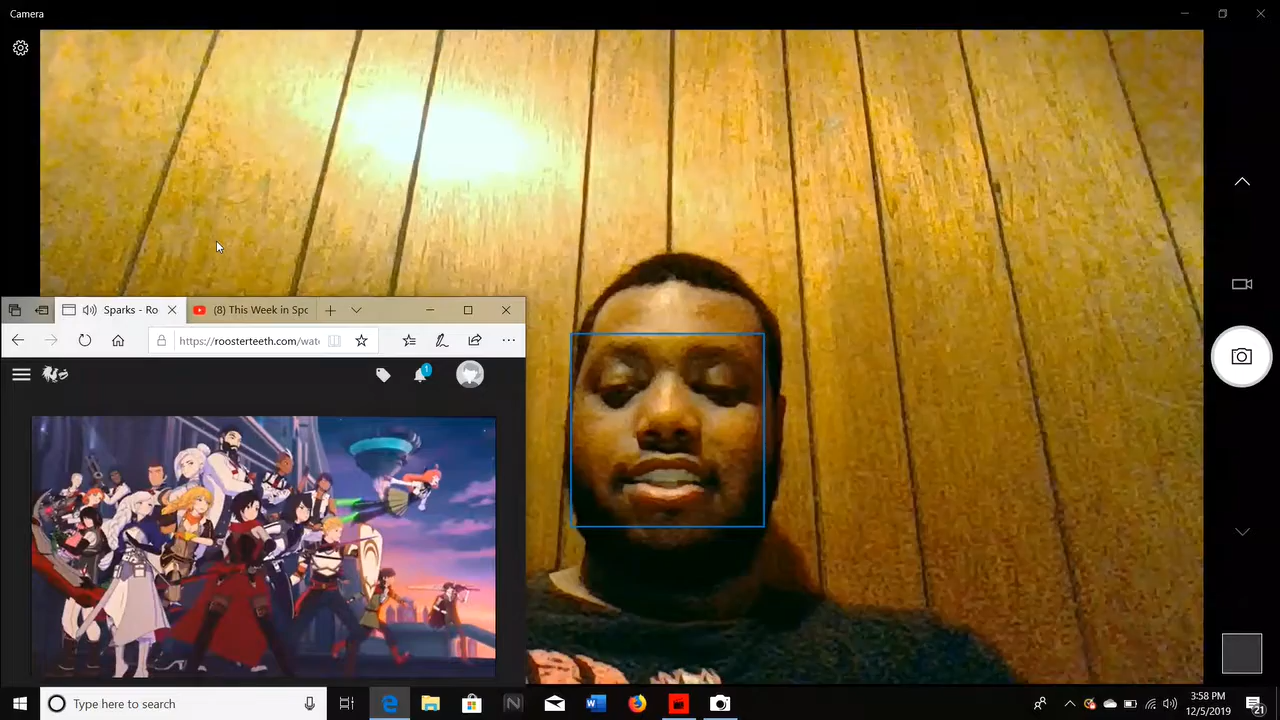 Camera
Sparks - Ro
(8) This Week in Spo
https://roosterteeth.com/wat
1
Type here to search
N
3:58 PM
12/5/2019
21